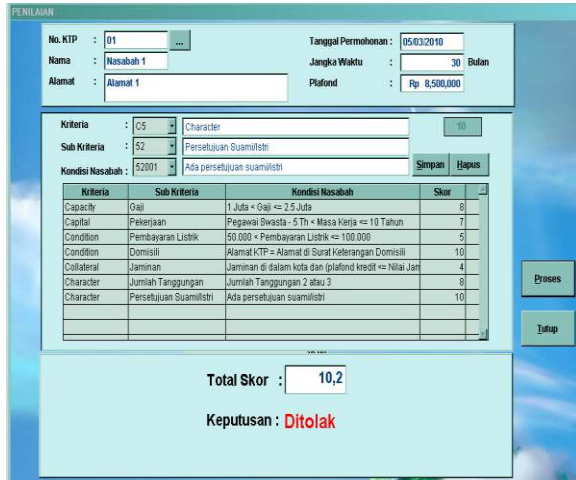 PENILAIAN
No. KTP : 01 ... Tanggal Permohonan : 05/03/2010
Nama : Nasabah 1 Jangka Waktu : 30 Bulan
Alamat : Alamat 1 Plafond : Rp 8,500,000
Kriteria : C5 Character 10
Sub Kriteria : 52 Persetujuan Suami/Istri
Kondisi Nasabah : 52001 Ada persetujuan suami/istri Simpan Hapus
Kriteria Sub Kriteria Kondisi Nasabah Skor
Capacity Gaji 1 Juta < Gaji <= 2.5 Juta 8
Capital Pekerjaan Pegawai Swasta - 5 Th < Masa Kerja <= 10 Tahun 7
Condition Pembayaran Listrik 50.000 < Pembayaran Listrik <= 100.000 5
Condition Domisili Alamat KTP = Alamat di Surat Keterangan Domisili 10
Collateral Jaminan Jaminan di dalam kota dan (plafond kredit <= Nilai Jam 4
Character Jumlah Tanggungan Jumlah Tanggungan 2 atau 3 8
Character Persetujuan Suami/Istri Ada persetujuan suami/istri 10
Proses
Tutup
Total Skor : 10,2
Keputusan : Ditolak